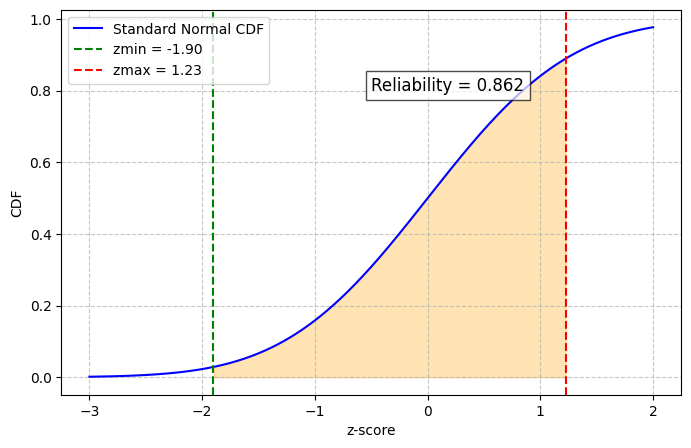 Standard Normal CDF
zmin = -1.90
zmax = 1.23
Reliability = 0.862
1.0
0.8
0.6
0.4
0.2
0.0
CDF
−3 −2 −1 0 1 2
z-score